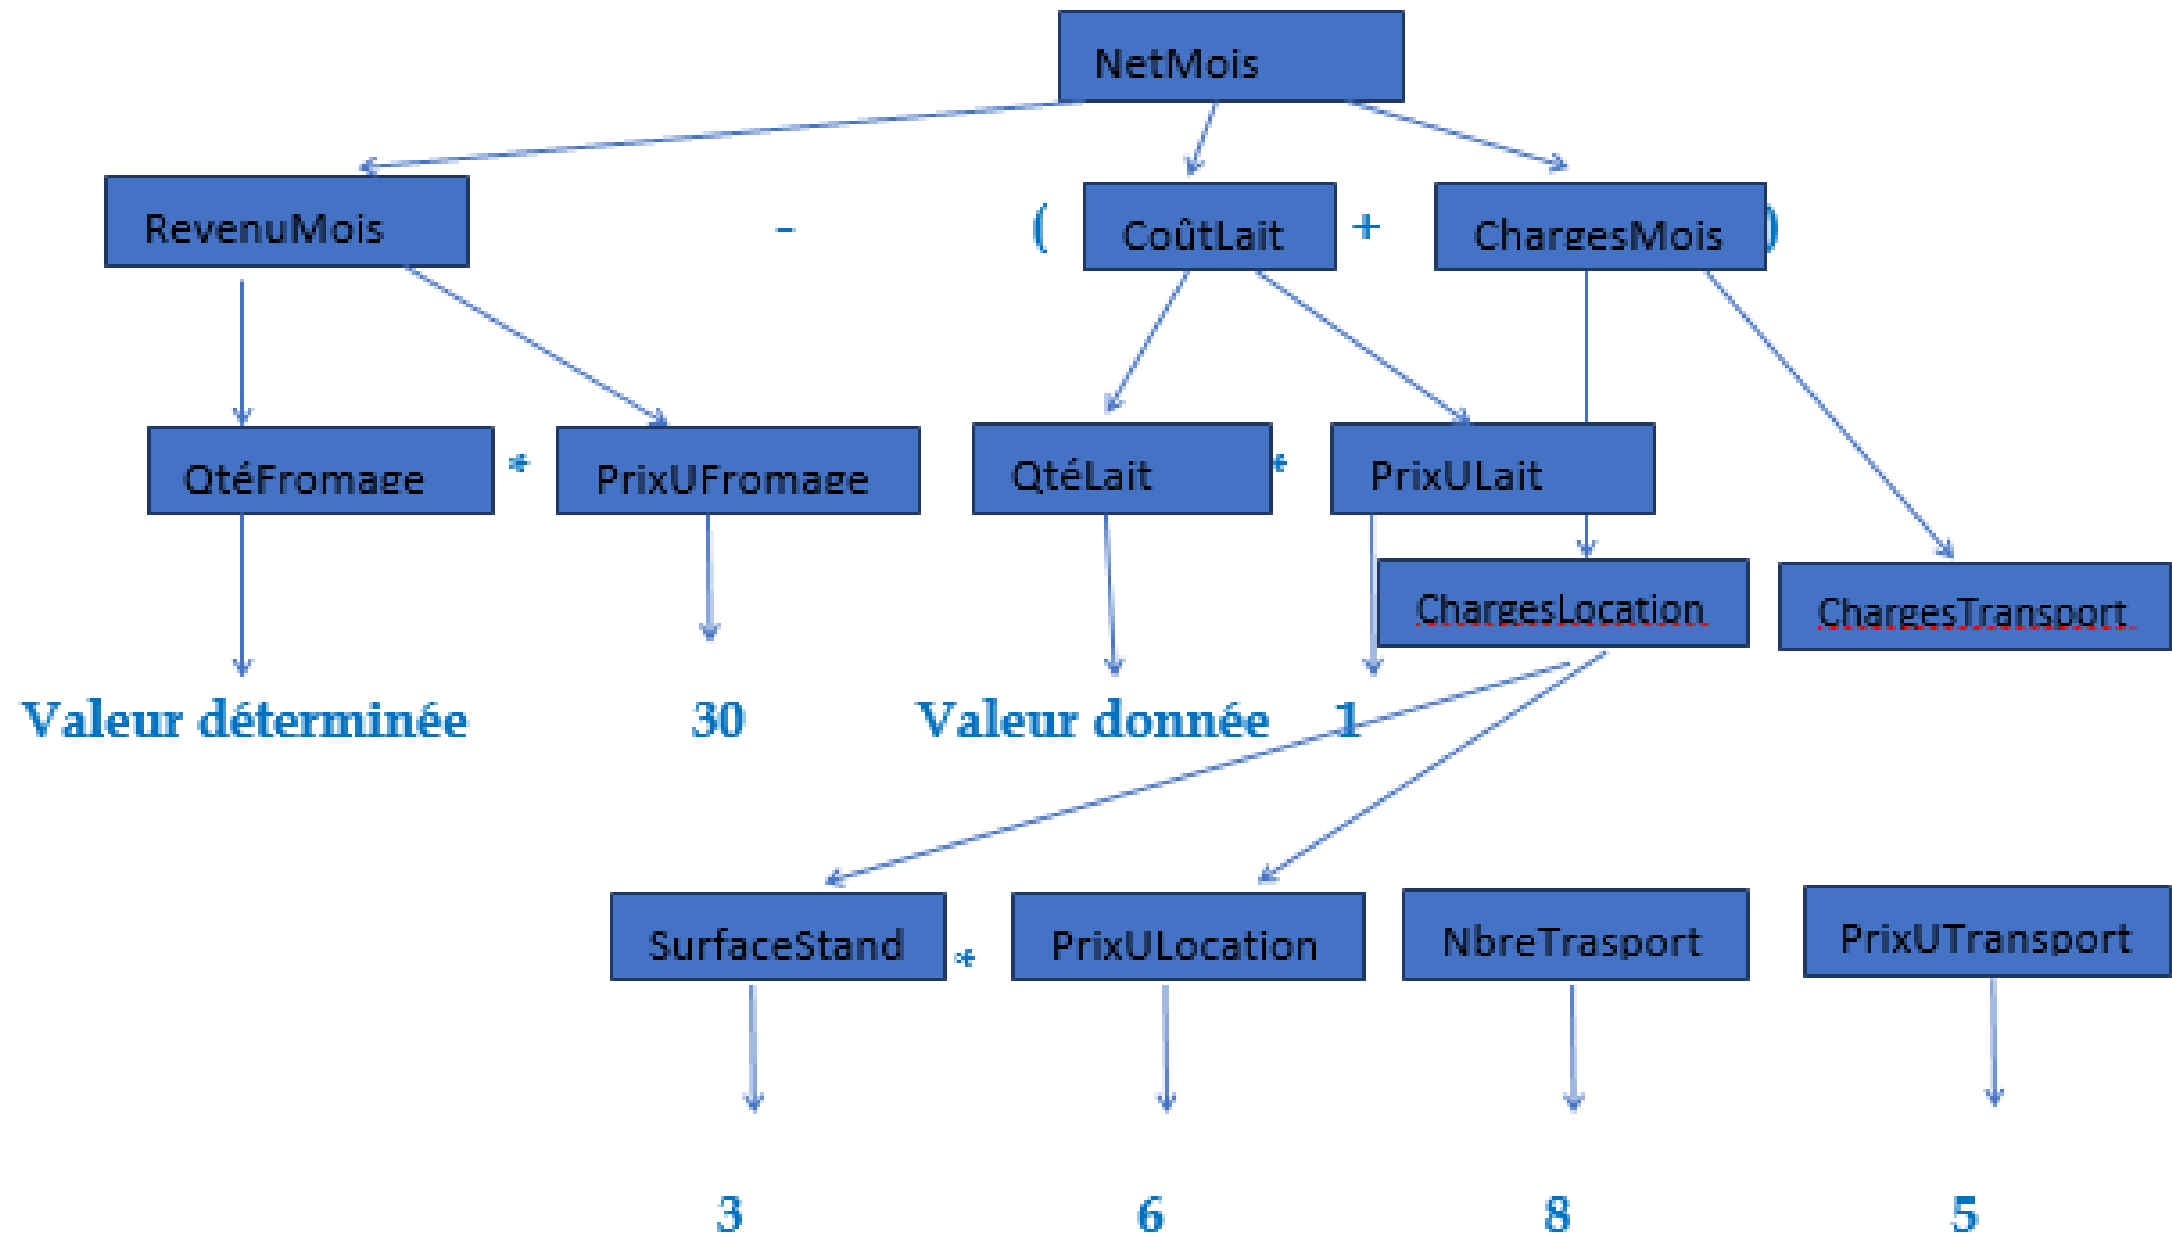 NetMois
RevenuMois - ( CoûtLait + ChargesMois )
QtéFromage * PrixUFromage QtéLait * PrixULait
ChargesLocation ChargesTransport
Valeur déterminée 30 Valeur donnée 1
SurfaceStand * PrixULocation NbreTrasport PrixUTransport
3 6 8 5